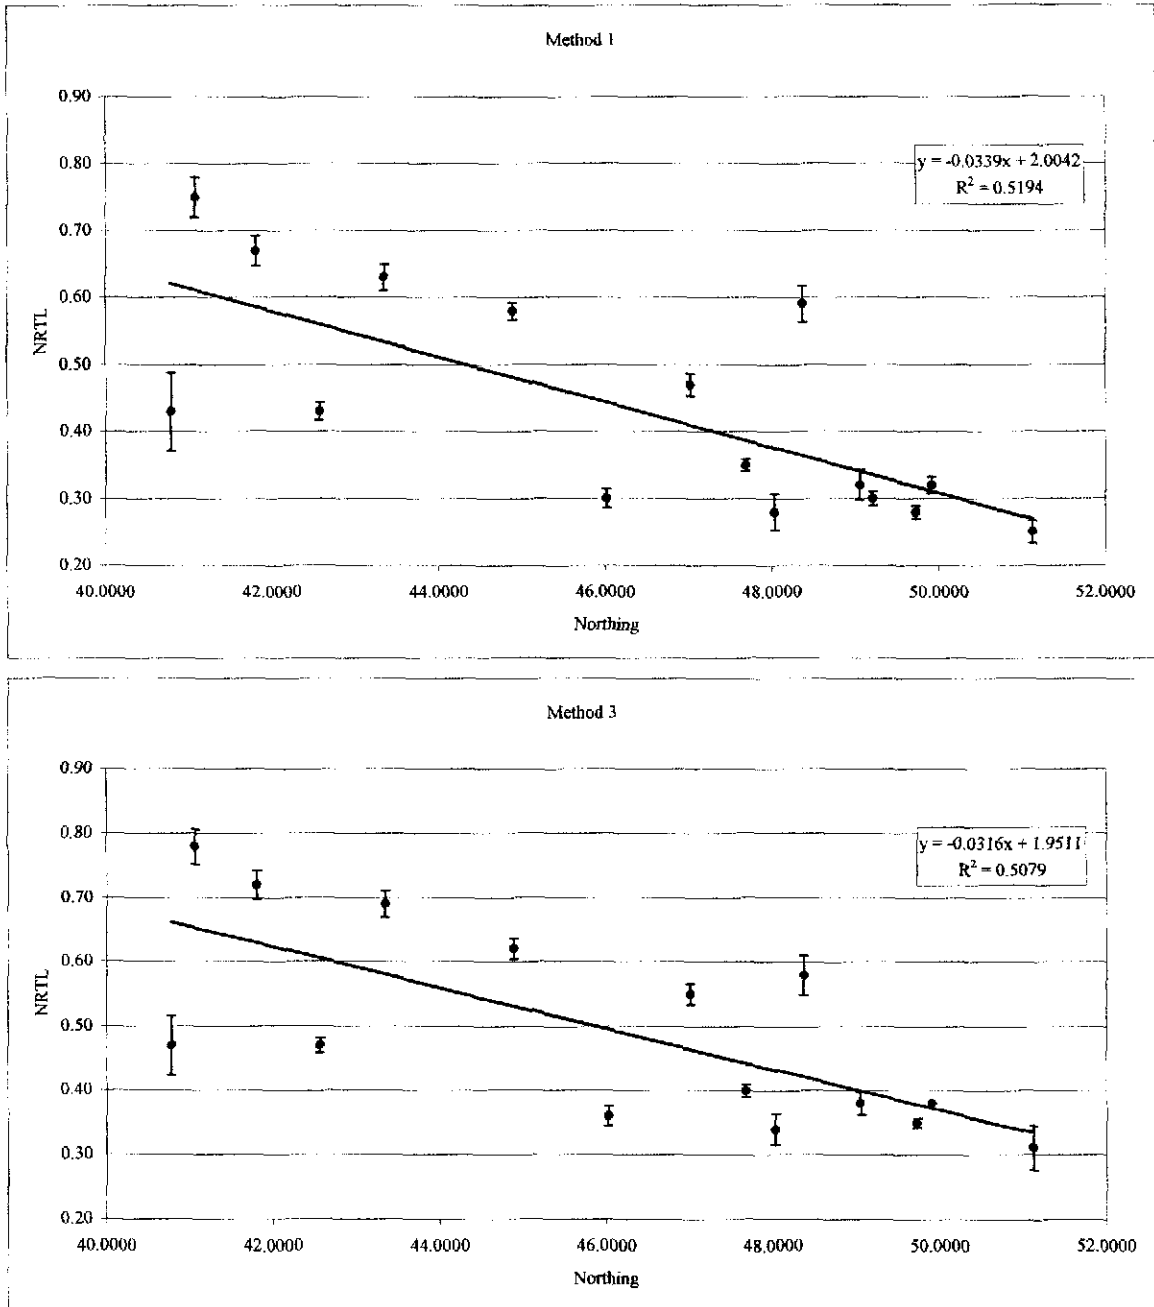 Method 1
0.90
0.80
0.70
0.60
0.50
0.40
0.30
0.20
NRTL
y = -0.0339x + 2.0042
R² = 0.5194
40.0000 42.0000 44.0000 46.0000 48.0000 50.0000 52.0000
Northing
Method 3
0.90
0.80
0.70
0.60
0.50
0.40
0.30
0.20
NRTL
y = -0.0316x + 1.9511
R² = 0.5079
40.0000 42.0000 44.0000 46.0000 48.0000 50.0000 52.0000
Northing